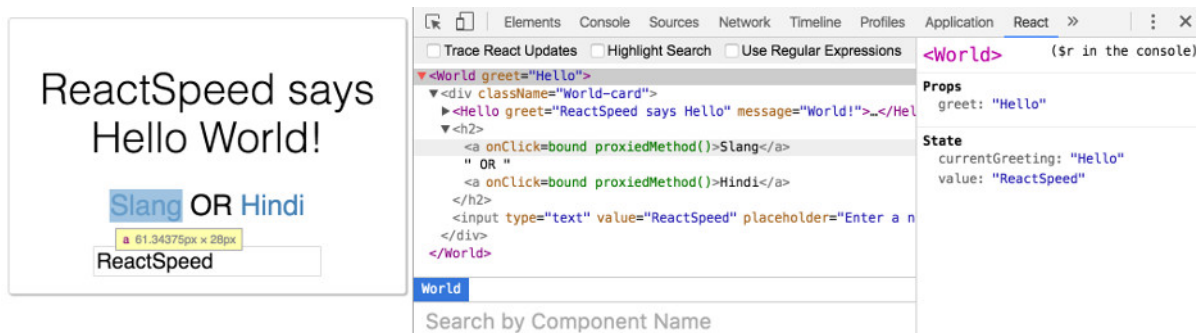 ReactSpeed says
Hello World!
Slang OR Hindi
a 61.34375px × 28px
ReactSpeed
Elements Console Sources Network Timeline Profiles Application React »
Trace React Updates Highlight Search Use Regular Expressions
<World greet="Hello">
<div className="World-card">
<Hello greet="ReactSpeed says Hello" message="World!">…</Hel
<h2>
<a onClick=bound proxiedMethod()>Slang</a>
" OR "
<a onClick=bound proxiedMethod()>Hindi</a>
</h2>
<input type="text" value="ReactSpeed" placeholder="Enter a n
</div>
</World>
World
Search by Component Name
<World> ($r in the console)
Props
greet: "Hello"
State
currentGreeting: "Hello"
value: "ReactSpeed"